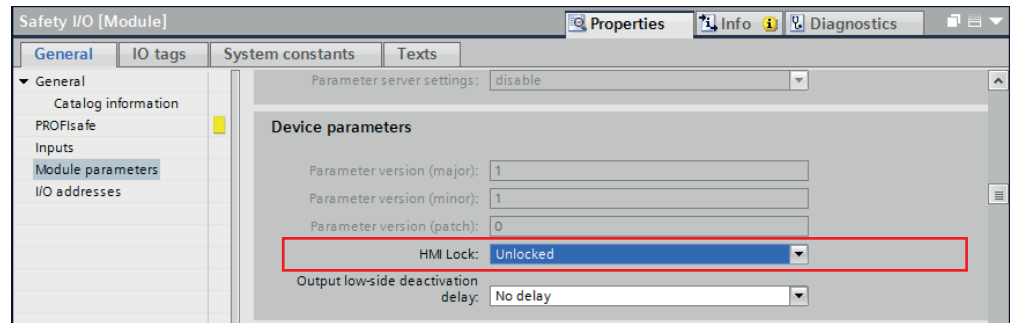 Safety I/O [Module]
Properties
Info
Diagnostics
General
IO tags
System constants
Texts
General
Catalog information
PROFIsafe
Inputs
Module parameters
I/O addresses
Parameter server settings: disable
Device parameters
Parameter version (major): 1
Parameter version (minor): 1
Parameter version (patch): 0
HMI Lock: Unlocked
Output low-side deactivation
delay: No delay